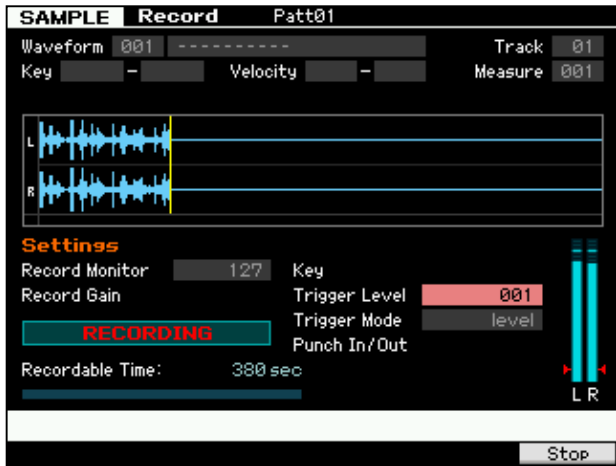 SAMPLE Record Patt01
Waveform 001 ---------- Track 01
Key – Velocity – Measure 001
L
R
Settings
Record Monitor 127 Key
Record Gain Trigger Level 001
Trigger Mode level
RECORDING Punch In/Out
Recordable Time: 380 sec
L R
Stop